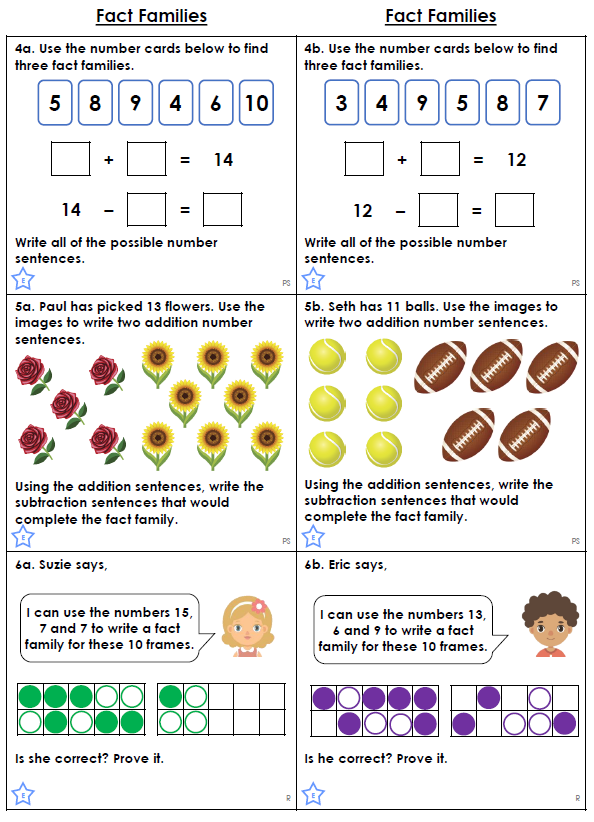 Fact Families
4a. Use the number cards below to find
three fact families.
5 8 9 4 6 10
+ = 14
14 – =
Write all of the possible number
sentences.
E
PS
Fact Families
4b. Use the number cards below to find
three fact families.
3 4 9 5 8 7
+ = 12
12 – =
Write all of the possible number
sentences.
E
PS
5a. Paul has picked 13 flowers. Use the
images to write two addition number
sentences.
Using the addition sentences, write the
subtraction sentences that would
complete the fact family.
E
PS
5b. Seth has 11 balls. Use the images to
write two addition number sentences.
Using the addition sentences, write the
subtraction sentences that would
complete the fact family.
E
PS
6a. Suzie says,
I can use the numbers 15,
7 and 7 to write a fact
family for these 10 frames.
Is she correct? Prove it.
E
R
6b. Eric says,
I can use the numbers 13,
6 and 9 to write a fact
family for these 10 frames.
Is he correct? Prove it.
E
R